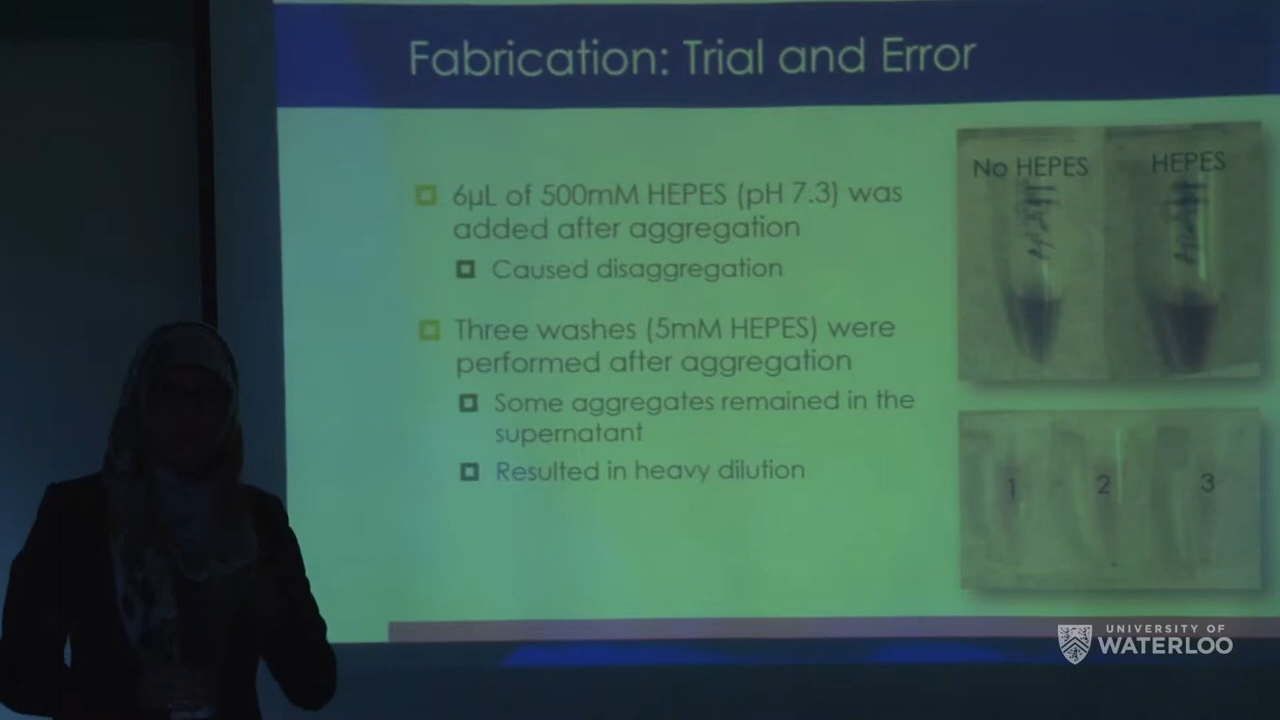 Fabrication: Trial and Error
6µL of 500mM HEPES (pH 7.3) was
added after aggregation
Caused disaggregation
Three washes (5mM HEPES) were
performed after aggregation
Some aggregates remained in the
supernatant
Resulted in heavy dilution
No HEPES
HEPES
1
2
3
UNIVERSITY OF
WATERLOO